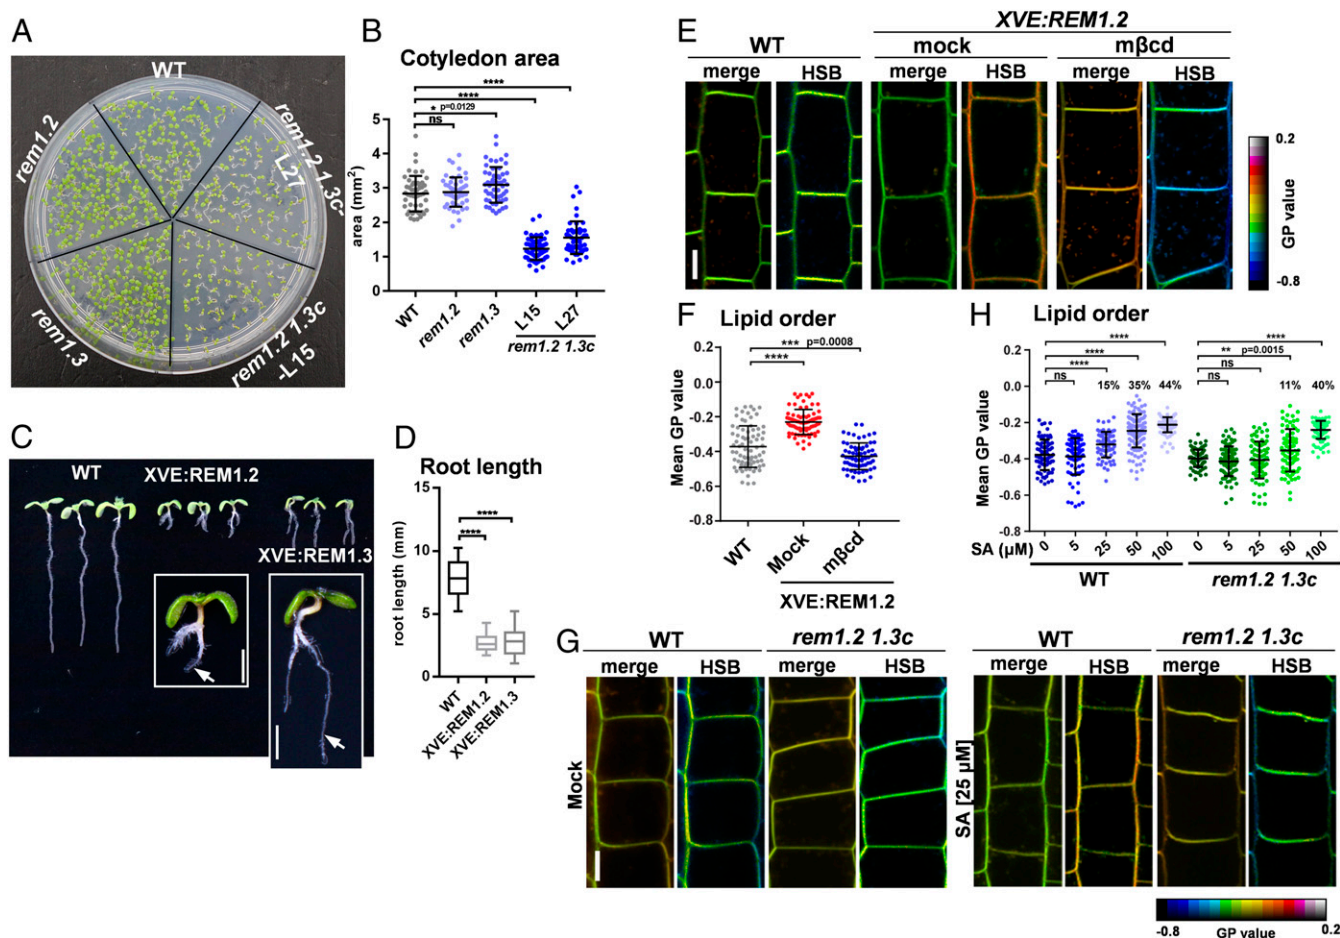 A
WT
rem1.2
rem1.2 1.3c-
L27
rem1.3
rem1.2 1.3c
-L15
B
Cotyledon area
****
****
* p=0.0129
ns
area (mm2)
5
4
3
2
1
0
WT
rem1.2
rem1.3
L15
L27
rem1.2 1.3c
C
WT
XVE:REM1.2
XVE:REM1.3
D
Root length
****
****
root length (mm)
15
10
5
0
WT
XVE:REM1.2
XVE:REM1.3
E
XVE:REM1.2
WT
mock
mβcd
merge HSB merge HSB merge HSB
0.2
GP value
-0.8
F
Lipid order
*** p=0.0008
****
Mean GP value
0.2
0.0
-0.2
-0.4
-0.6
-0.8
WT
Mock
mβcd
XVE:REM1.2
H
Lipid order
****
****
****
ns
15% 35% 44%
****
** p=0.0015
ns
ns
11% 40%
Mean GP value
0.2
0.0
-0.2
-0.4
-0.6
-0.8
SA (μM) 0 5 25 50 100 0 5 25 50 100
WT
rem1.2 1.3c
G
WT rem1.2 1.3c
merge HSB merge HSB
Mock
WT rem1.2 1.3c
merge HSB merge HSB
SA [25 μM]
-0.8 GP value 0.2